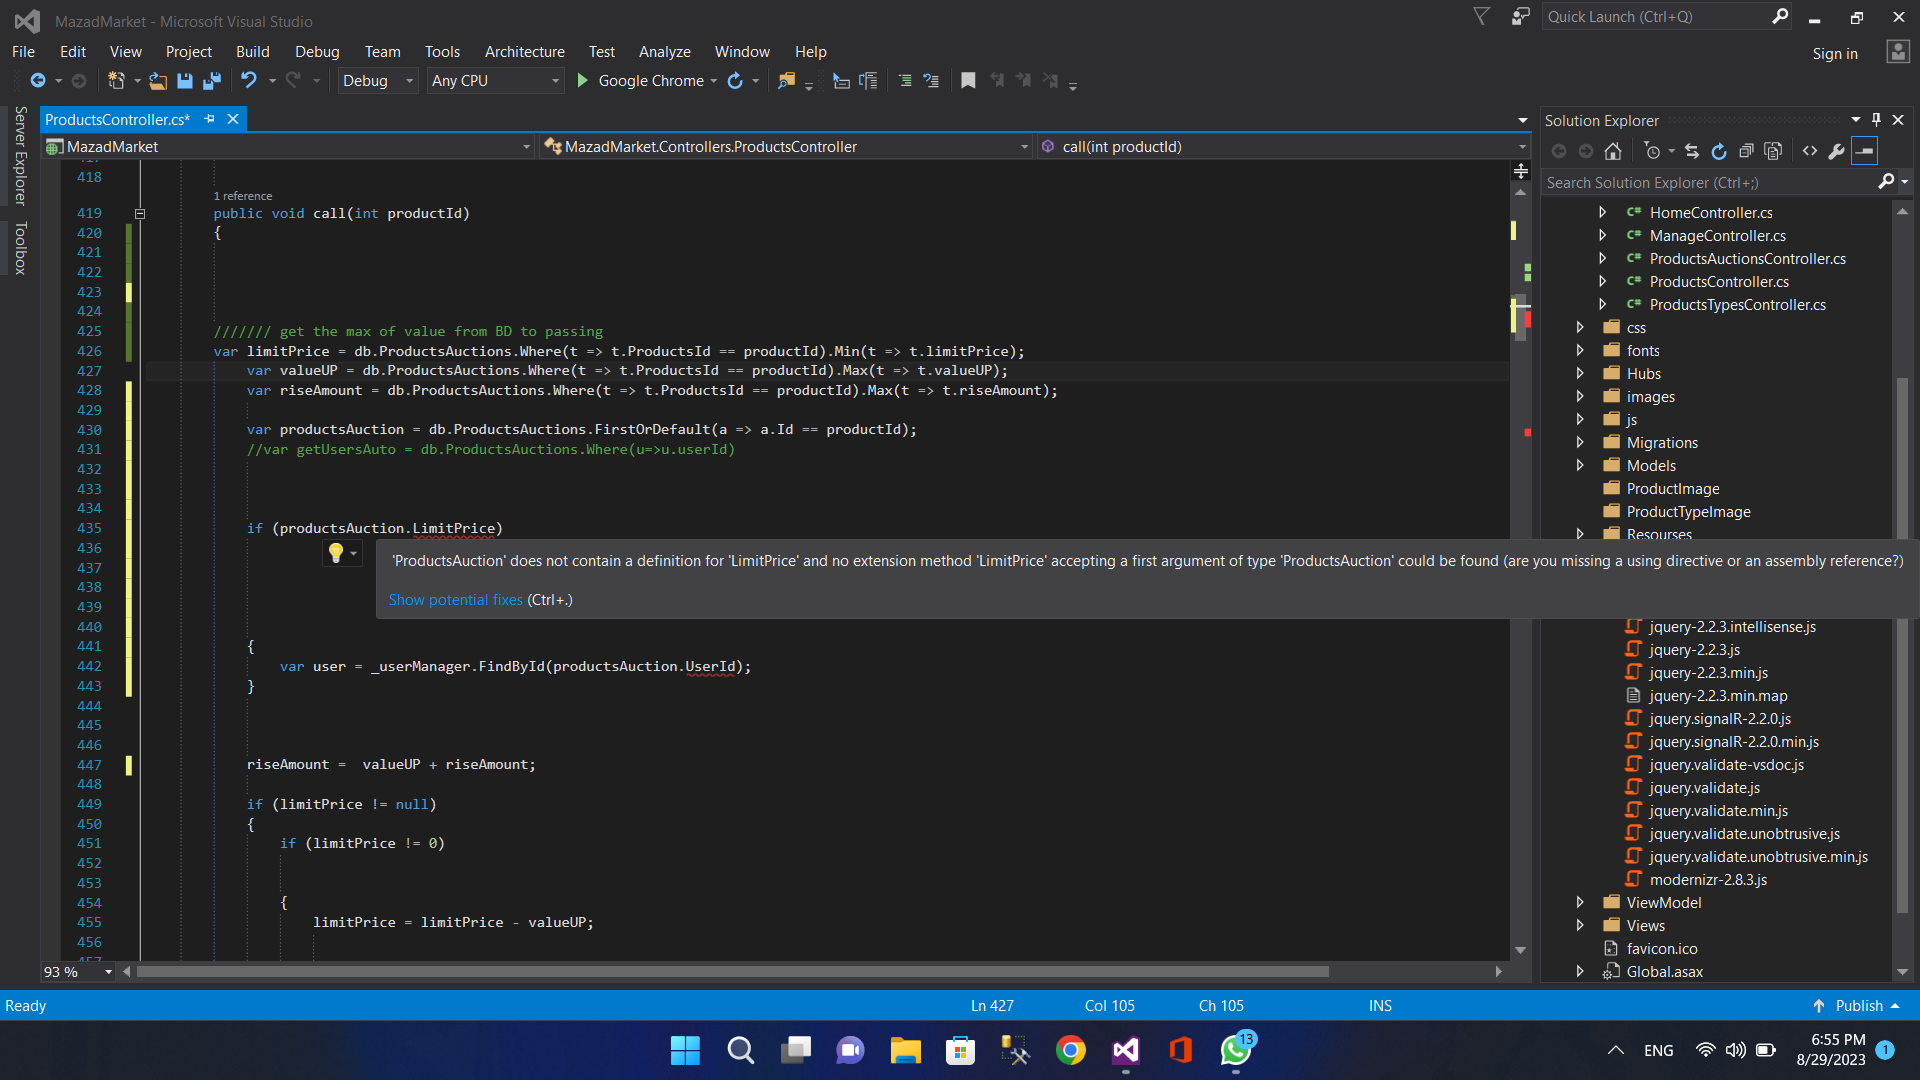 MazadMarket - Microsoft Visual Studio
Quick Launch (Ctrl+Q)
File Edit View Project Build Debug Team Tools Architecture Test Analyze Window Help
Sign in
Debug Any CPU Google Chrome
Server Explorer
Toolbox
ProductsController.cs*
MazadMarket MazadMarket.Controllers.ProductsController call(int productId)
418
1 reference
419 public void call(int productId)
420 {
421
422
423
424
425 /////// get the max of value from BD to passing
426 var limitPrice = db.ProductsAuctions.Where(t => t.ProductsId == productId).Min(t => t.limitPrice);
427 var valueUP = db.ProductsAuctions.Where(t => t.ProductsId == productId).Max(t => t.valueUP);
428 var riseAmount = db.ProductsAuctions.Where(t => t.ProductsId == productId).Max(t => t.riseAmount);
429
430 var productsAuction = db.ProductsAuctions.FirstOrDefault(a => a.Id == productId);
431 //var getUsersAuto = db.ProductsAuctions.Where(u=>u.userId)
432
433
434
435 if (productsAuction.LimitPrice)
436
437
438
439
440
'ProductsAuction' does not contain a definition for 'LimitPrice' and no extension method 'LimitPrice' accepting a first argument of type 'ProductsAuction' could be found (are you missing a using directive or an assembly reference?)
Show potential fixes (Ctrl+.)
441 {
442 var user = _userManager.FindById(productsAuction.UserId);
443 }
444
445
446
447 riseAmount =  valueUP + riseAmount;
448
449 if (limitPrice != null)
450 {
451 if (limitPrice != 0)
452
453
454 {
455 limitPrice = limitPrice - valueUP;
456
93 %
Solution Explorer
Search Solution Explorer (Ctrl+;)
C# HomeController.cs
C# ManageController.cs
C# ProductsAuctionsController.cs
C# ProductsController.cs
C# ProductsTypesController.cs
css
fonts
Hubs
images
js
Migrations
Models
ProductImage
ProductTypeImage
Resourses
jquery-2.2.3.intellisense.js
jquery-2.2.3.js
jquery-2.2.3.min.js
jquery-2.2.3.min.map
jquery.signalR-2.2.0.js
jquery.signalR-2.2.0.min.js
jquery.validate-vsdoc.js
jquery.validate.js
jquery.validate.min.js
jquery.validate.unobtrusive.js
jquery.validate.unobtrusive.min.js
modernizr-2.8.3.js
ViewModel
Views
favicon.ico
Global.asax
Ready Ln 427 Col 105 Ch 105 INS Publish
13
ENG
6:55 PM
8/29/2023
1